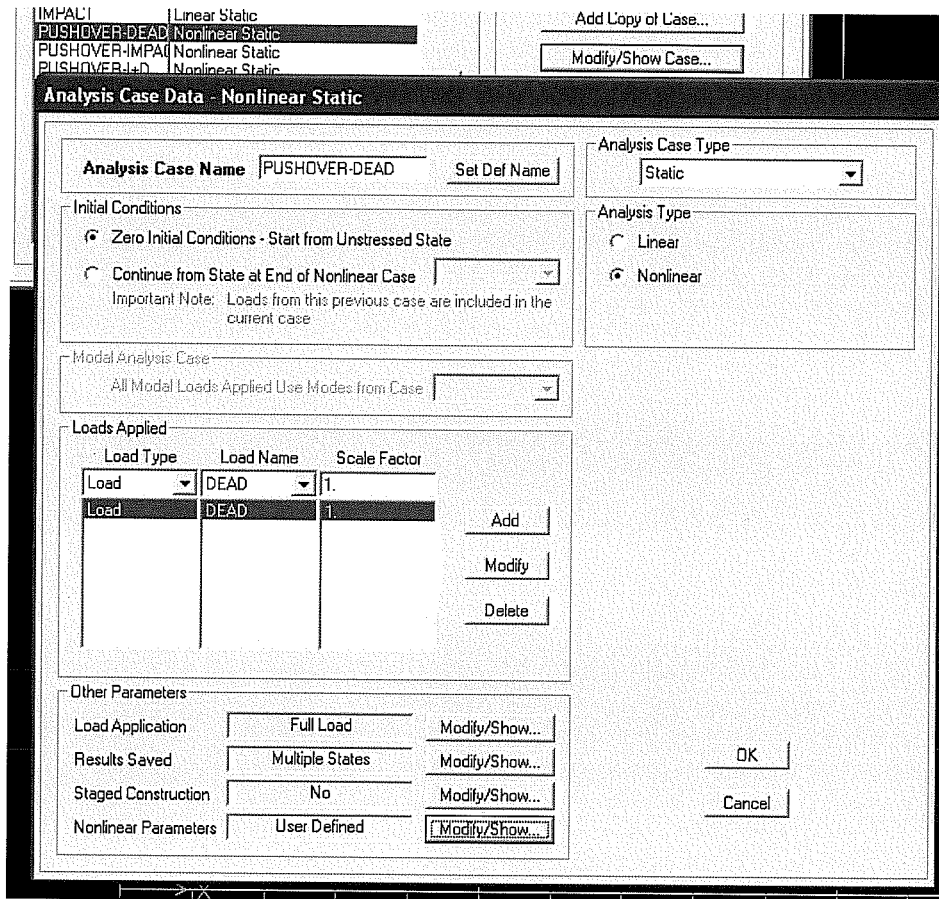 IMPACT Linear Static
Add Copy of Case...
PUSHOVER-DEAD Nonlinear Static
PUSHOVER-IMPAC Nonlinear Static
Modify/Show Case...
PUSHOVER-I+D Nonlinear Static
Analysis Case Data - Nonlinear Static
Analysis Case Name PUSHOVER-DEAD Set Def Name
Analysis Case Type
Static
Initial Conditions
Zero Initial Conditions - Start from Unstressed State
Continue from State at End of Nonlinear Case
Important Note: Loads from this previous case are included in the
current case
Analysis Type
Linear
Nonlinear
Modal Analysis Case
All Modal Loads Applied Use Modes from Case
Loads Applied
Load Type Load Name Scale Factor
Load DEAD 1.
Load DEAD 1.
Add
Modify
Delete
Other Parameters
Load Application Full Load Modify/Show...
Results Saved Multiple States Modify/Show...
Staged Construction No Modify/Show...
Nonlinear Parameters User Defined Modify/Show...
OK
Cancel
X